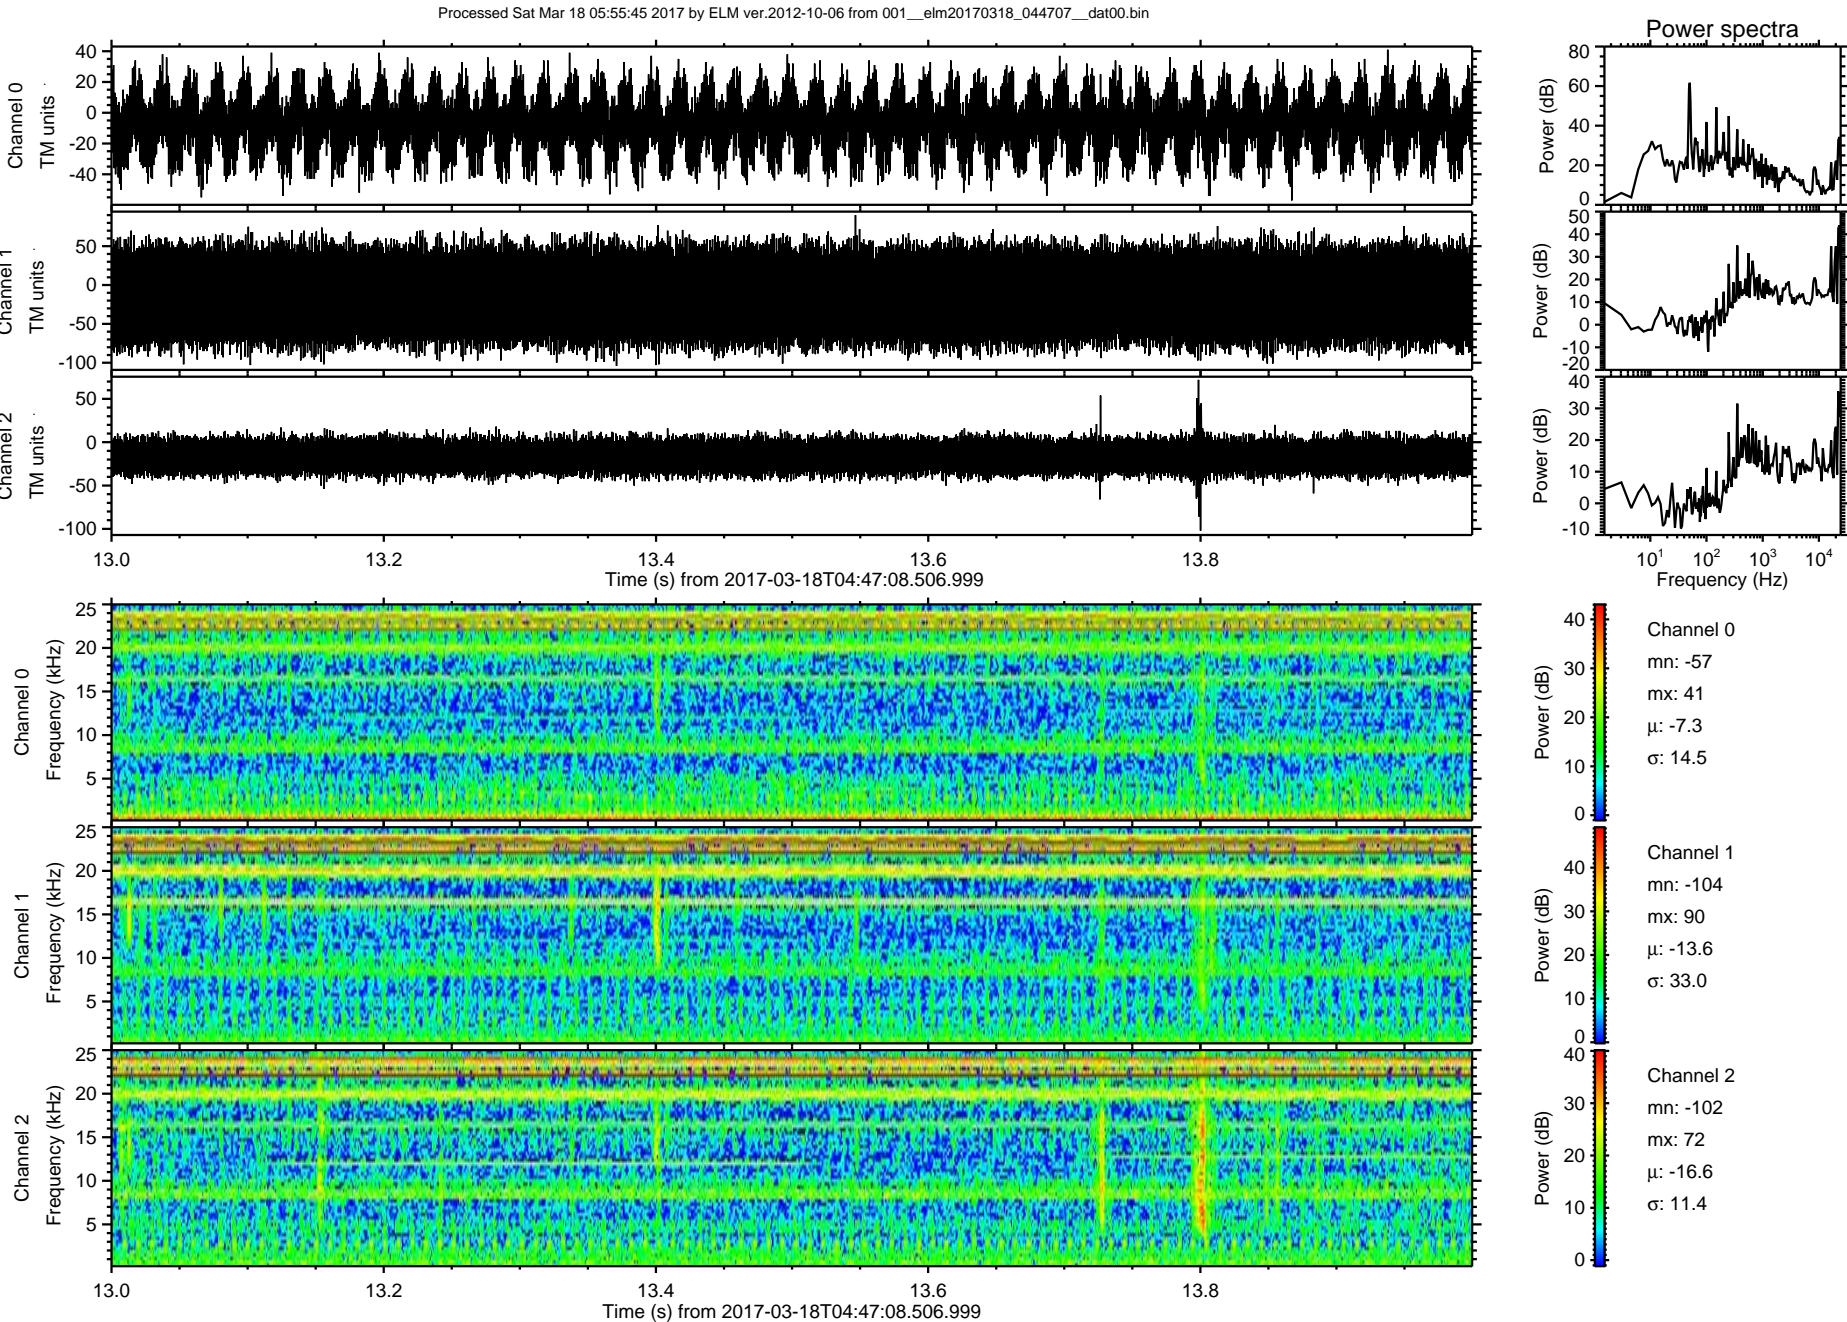 Processed Sat Mar 18 05:55:45 2017 by ELM ver.2012-10-06 from 001__elm20170318_044707__dat00.bin
Power spectra
Channel 0
TM units
40
20
0
-20
-40
Power (dB)
80
60
40
20
0
Channel 1
TM units
50
0
-50
-100
Power (dB)
50
40
30
20
10
0
-10
-20
Channel 2
TM units
50
0
-50
-100
Power (dB)
40
30
20
10
0
-10
13.0 13.2 13.4 13.6 13.8
Time (s) from 2017-03-18T04:47:08.506.999
10^1 10^2 10^3 10^4
Frequency (Hz)
Channel 0
Frequency (kHz)
25
20
15
10
5
Power (dB)
40
30
20
10
0
Channel 0
mn: -57
mx: 41
µ: -7.3
σ: 14.5
Channel 1
Frequency (kHz)
25
20
15
10
5
Power (dB)
40
30
20
10
0
Channel 1
mn: -104
mx: 90
µ: -13.6
σ: 33.0
Channel 2
Frequency (kHz)
25
20
15
10
5
Power (dB)
40
30
20
10
0
Channel 2
mn: -102
mx: 72
µ: -16.6
σ: 11.4
13.0 13.2 13.4 13.6 13.8
Time (s) from 2017-03-18T04:47:08.506.999